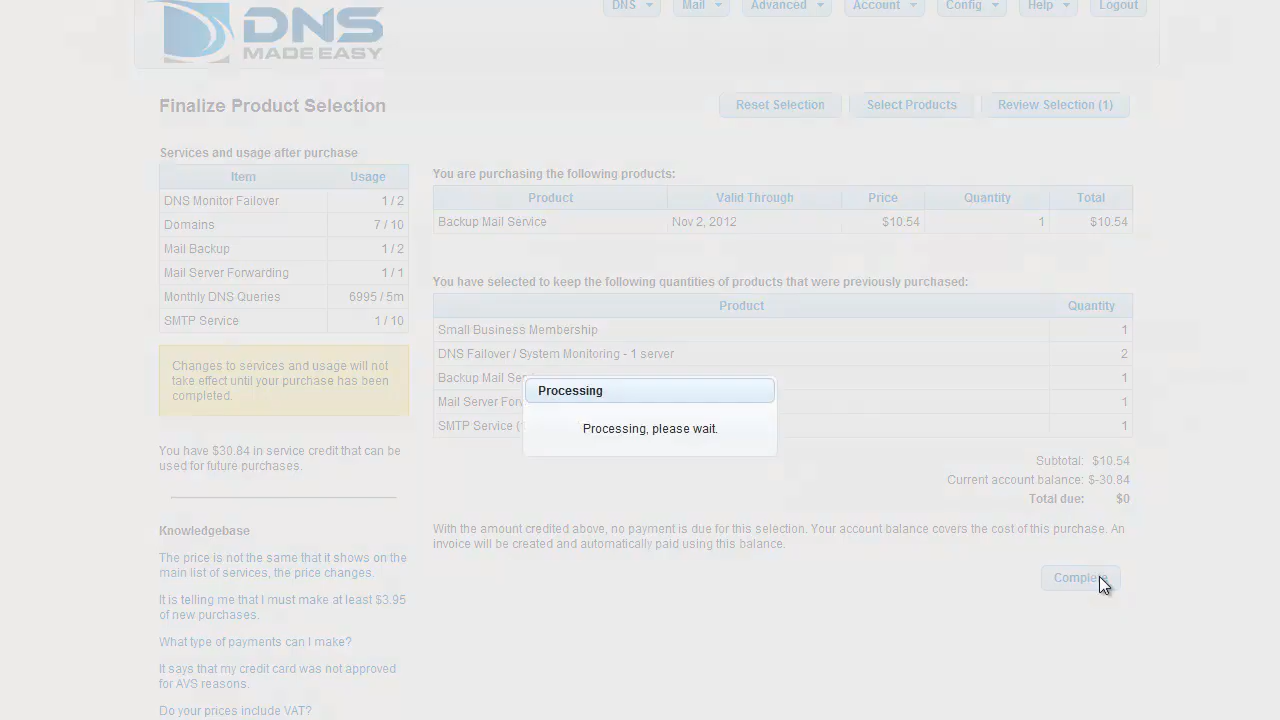 DNS Mail Advanced Account Config Help Logout
DNS
MADE EASY
Finalize Product Selection
Reset Selection Select Products Review Selection (1)
Services and usage after purchase
Item Usage
DNS Monitor Failover 1 / 2
Domains 7 / 10
Mail Backup 1 / 2
Mail Server Forwarding 1 / 1
Monthly DNS Queries 6995 / 5m
SMTP Service 1 / 10
Changes to services and usage will not
take effect until your purchase has been
completed.
You have $30.84 in service credit that can be
used for future purchases.
Knowledgebase
The price is not the same that it shows on the
main list of services, the price changes.
It is telling me that I must make at least $3.95
of new purchases.
What type of payments can I make?
It says that my credit card was not approved
for AVS reasons.
Do your prices include VAT?
You are purchasing the following products:
Product Valid Through Price Quantity Total
Backup Mail Service Nov 2, 2012 $10.54 1 $10.54
You have selected to keep the following quantities of products that were previously purchased:
Product Quantity
Small Business Membership 1
DNS Failover / System Monitoring - 1 server 2
Backup Mail 1
Mail Server 1
SMTP Service 1
Processing
Processing, please wait.
Subtotal: $10.54
Current account balance: $-30.84
Total due: $0
With the amount credited above, no payment is due for this selection. Your account balance covers the cost of this purchase. An
invoice will be created and automatically paid using this balance.
Complete